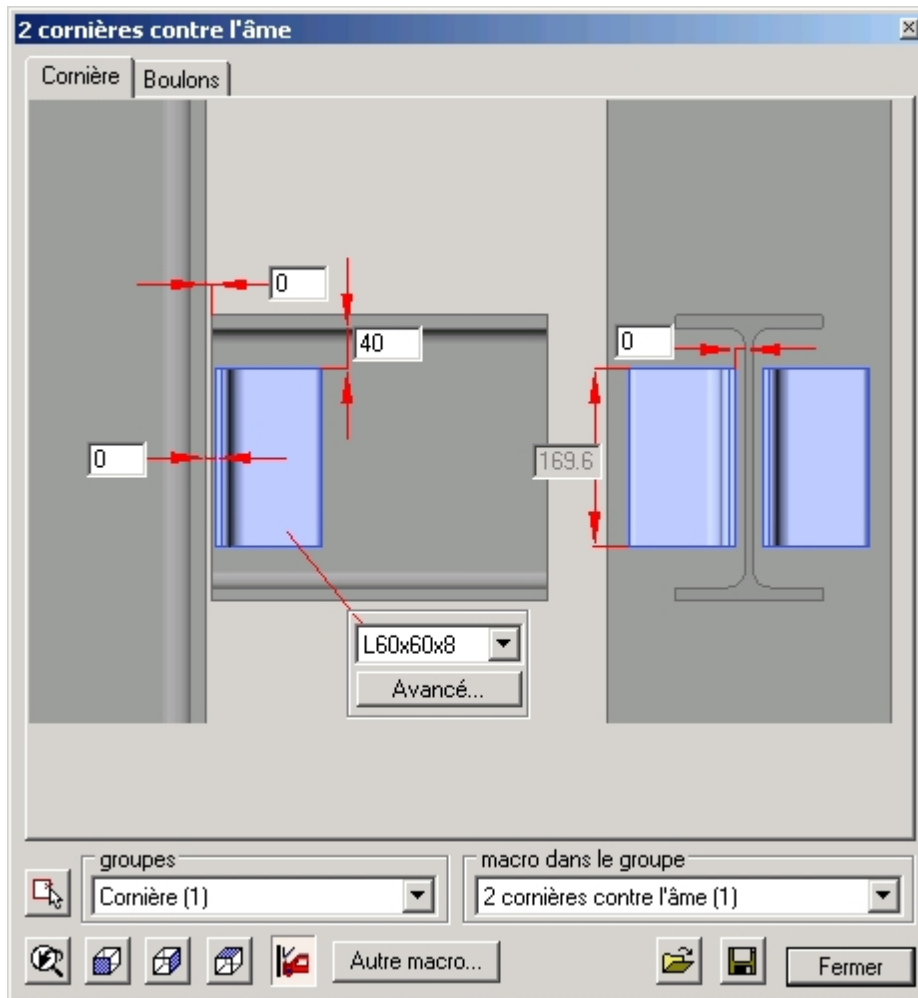 2 cornières contre l'âme
Cornière
Boulons
0
40
0
0
169.6
L60x60x8
Avancé...
groupes
macro dans le groupe
Cornière (1)
2 cornières contre l'âme (1)
Autre macro...
Fermer